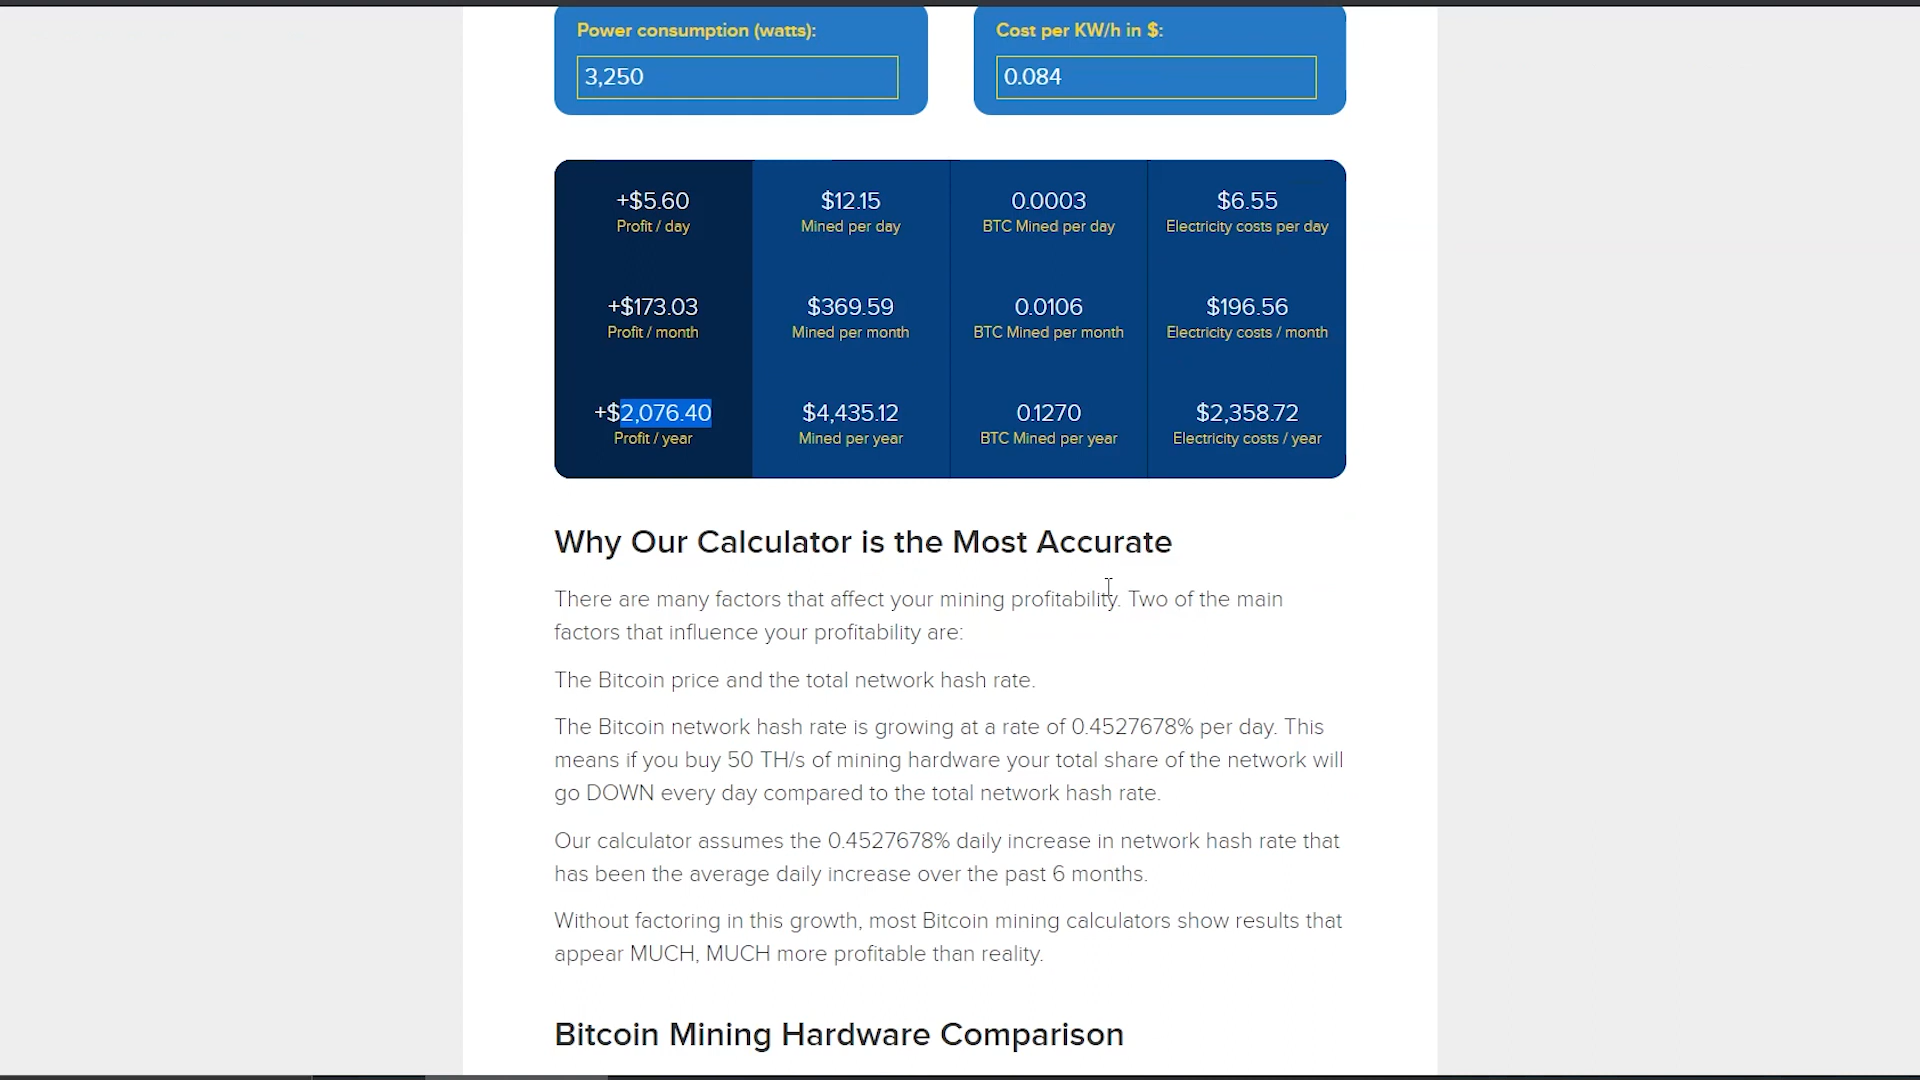 Power consumption (watts): Cost per KW/h in $:
3,250 0.084
+$5.60 $12.15 0.0003 $6.55
Profit / day Mined per day BTC Mined per day Electricity costs per day
+$173.03 $369.59 0.0106 $196.56
Profit / month Mined per month BTC Mined per month Electricity costs / month
+$2,076.40 $4,435.12 0.1270 $2,358.72
Profit / year Mined per year BTC Mined per year Electricity costs / year
Why Our Calculator is the Most Accurate
There are many factors that affect your mining profitability. Two of the main
factors that influence your profitability are:
The Bitcoin price and the total network hash rate.
The Bitcoin network hash rate is growing at a rate of 0.4527678% per day. This
means if you buy 50 TH/s of mining hardware your total share of the network will
go DOWN every day compared to the total network hash rate.
Our calculator assumes the 0.4527678% daily increase in network hash rate that
has been the average daily increase over the past 6 months.
Without factoring in this growth, most Bitcoin mining calculators show results that
appear MUCH, MUCH more profitable than reality.
Bitcoin Mining Hardware Comparison